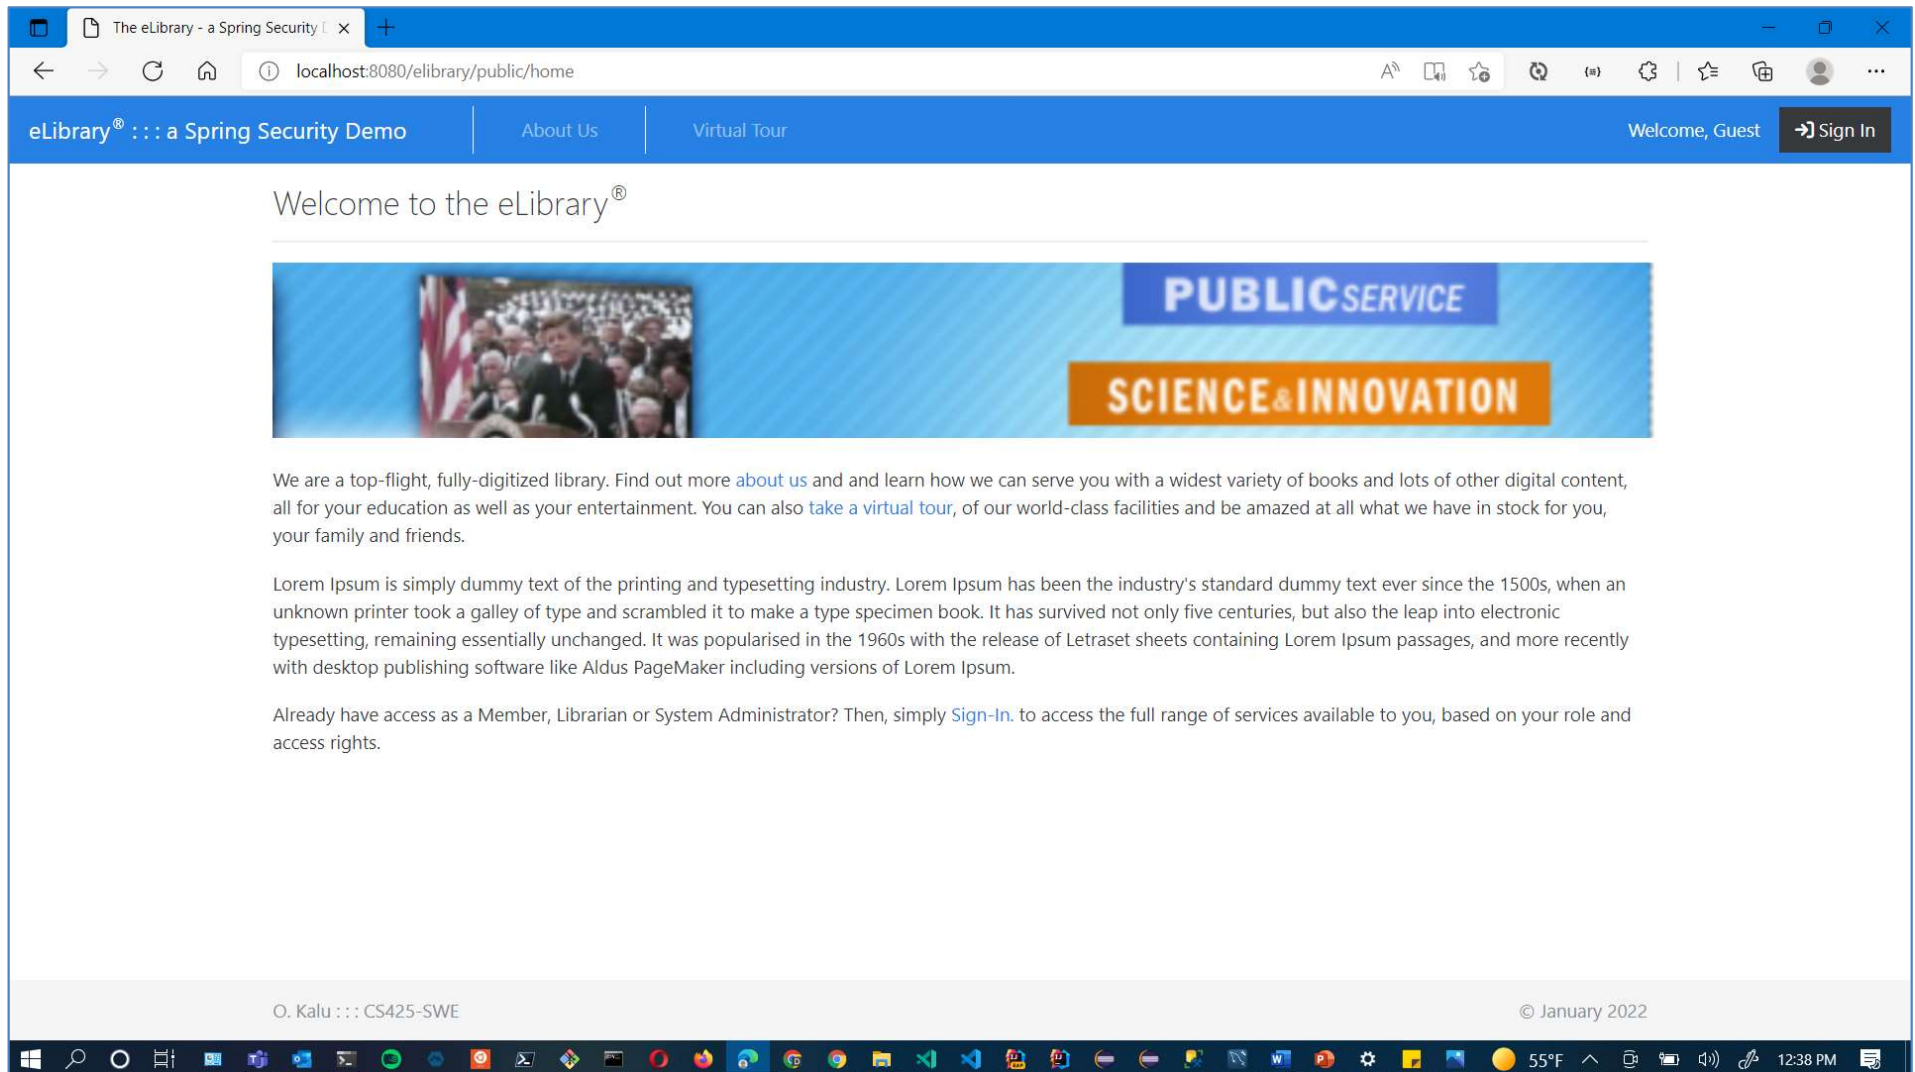 The eLibrary - a Spring Security
localhost:8080/elibrary/public/home
eLibrary® : : : a Spring Security Demo
About Us
Virtual Tour
Welcome, Guest
Sign In
Welcome to the eLibrary®
PUBLIC SERVICE
SCIENCE & INNOVATION
We are a top-flight, fully-digitized library. Find out more about us and and learn how we can serve you with a widest variety of books and lots of other digital content,
all for your education as well as your entertainment. You can also take a virtual tour, of our world-class facilities and be amazed at all what we have in stock for you,
your family and friends.
Lorem Ipsum is simply dummy text of the printing and typesetting industry. Lorem Ipsum has been the industry's standard dummy text ever since the 1500s, when an
unknown printer took a galley of type and scrambled it to make a type specimen book. It has survived not only five centuries, but also the leap into electronic
typesetting, remaining essentially unchanged. It was popularised in the 1960s with the release of Letraset sheets containing Lorem Ipsum passages, and more recently
with desktop publishing software like Aldus PageMaker including versions of Lorem Ipsum.
Already have access as a Member, Librarian or System Administrator? Then, simply Sign-In. to access the full range of services available to you, based on your role and
access rights.
O. Kalu : : : CS425-SWE
© January 2022
55°F
12:38 PM